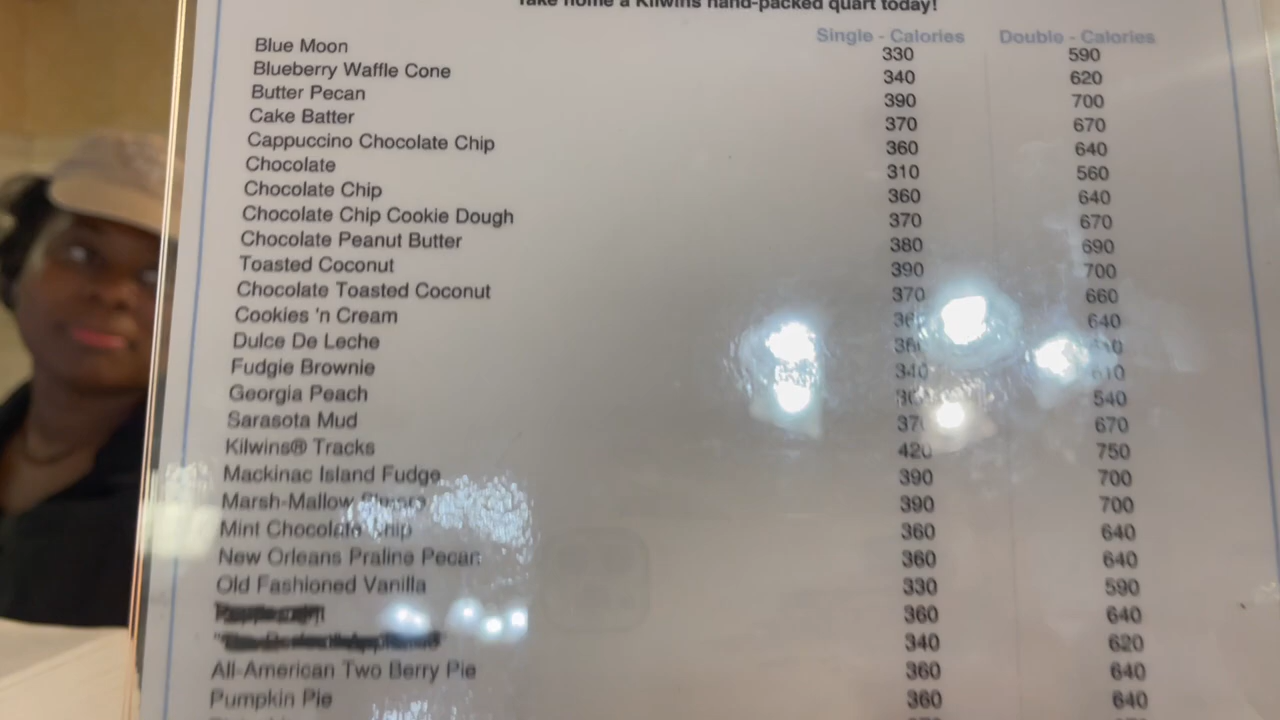 Take home a Kilwins hand-packed quart today!
Single - Calories Double - Calories
Blue Moon 330 590
Blueberry Waffle Cone 340 620
Butter Pecan 390 700
Cake Batter 370 670
Cappuccino Chocolate Chip 360 640
Chocolate 310 560
Chocolate Chip 360 640
Chocolate Chip Cookie Dough 370 670
Chocolate Peanut Butter 380 690
Toasted Coconut 390 700
Chocolate Toasted Coconut 370 660
Cookies 'n Cream 640
Dulce De Leche
Fudgie Brownie 340
Georgia Peach 540
Sarasota Mud 370 670
Kilwins® Tracks 420 750
Mackinac Island Fudge 390 700
Marsh-Mallow 390 700
Mint Chocolate Chip 360 640
New Orleans Praline Pecan 360 640
Old Fashioned Vanilla 330 590
360 640
340 620
All-American Two Berry Pie 360 640
Pumpkin Pie 360 640